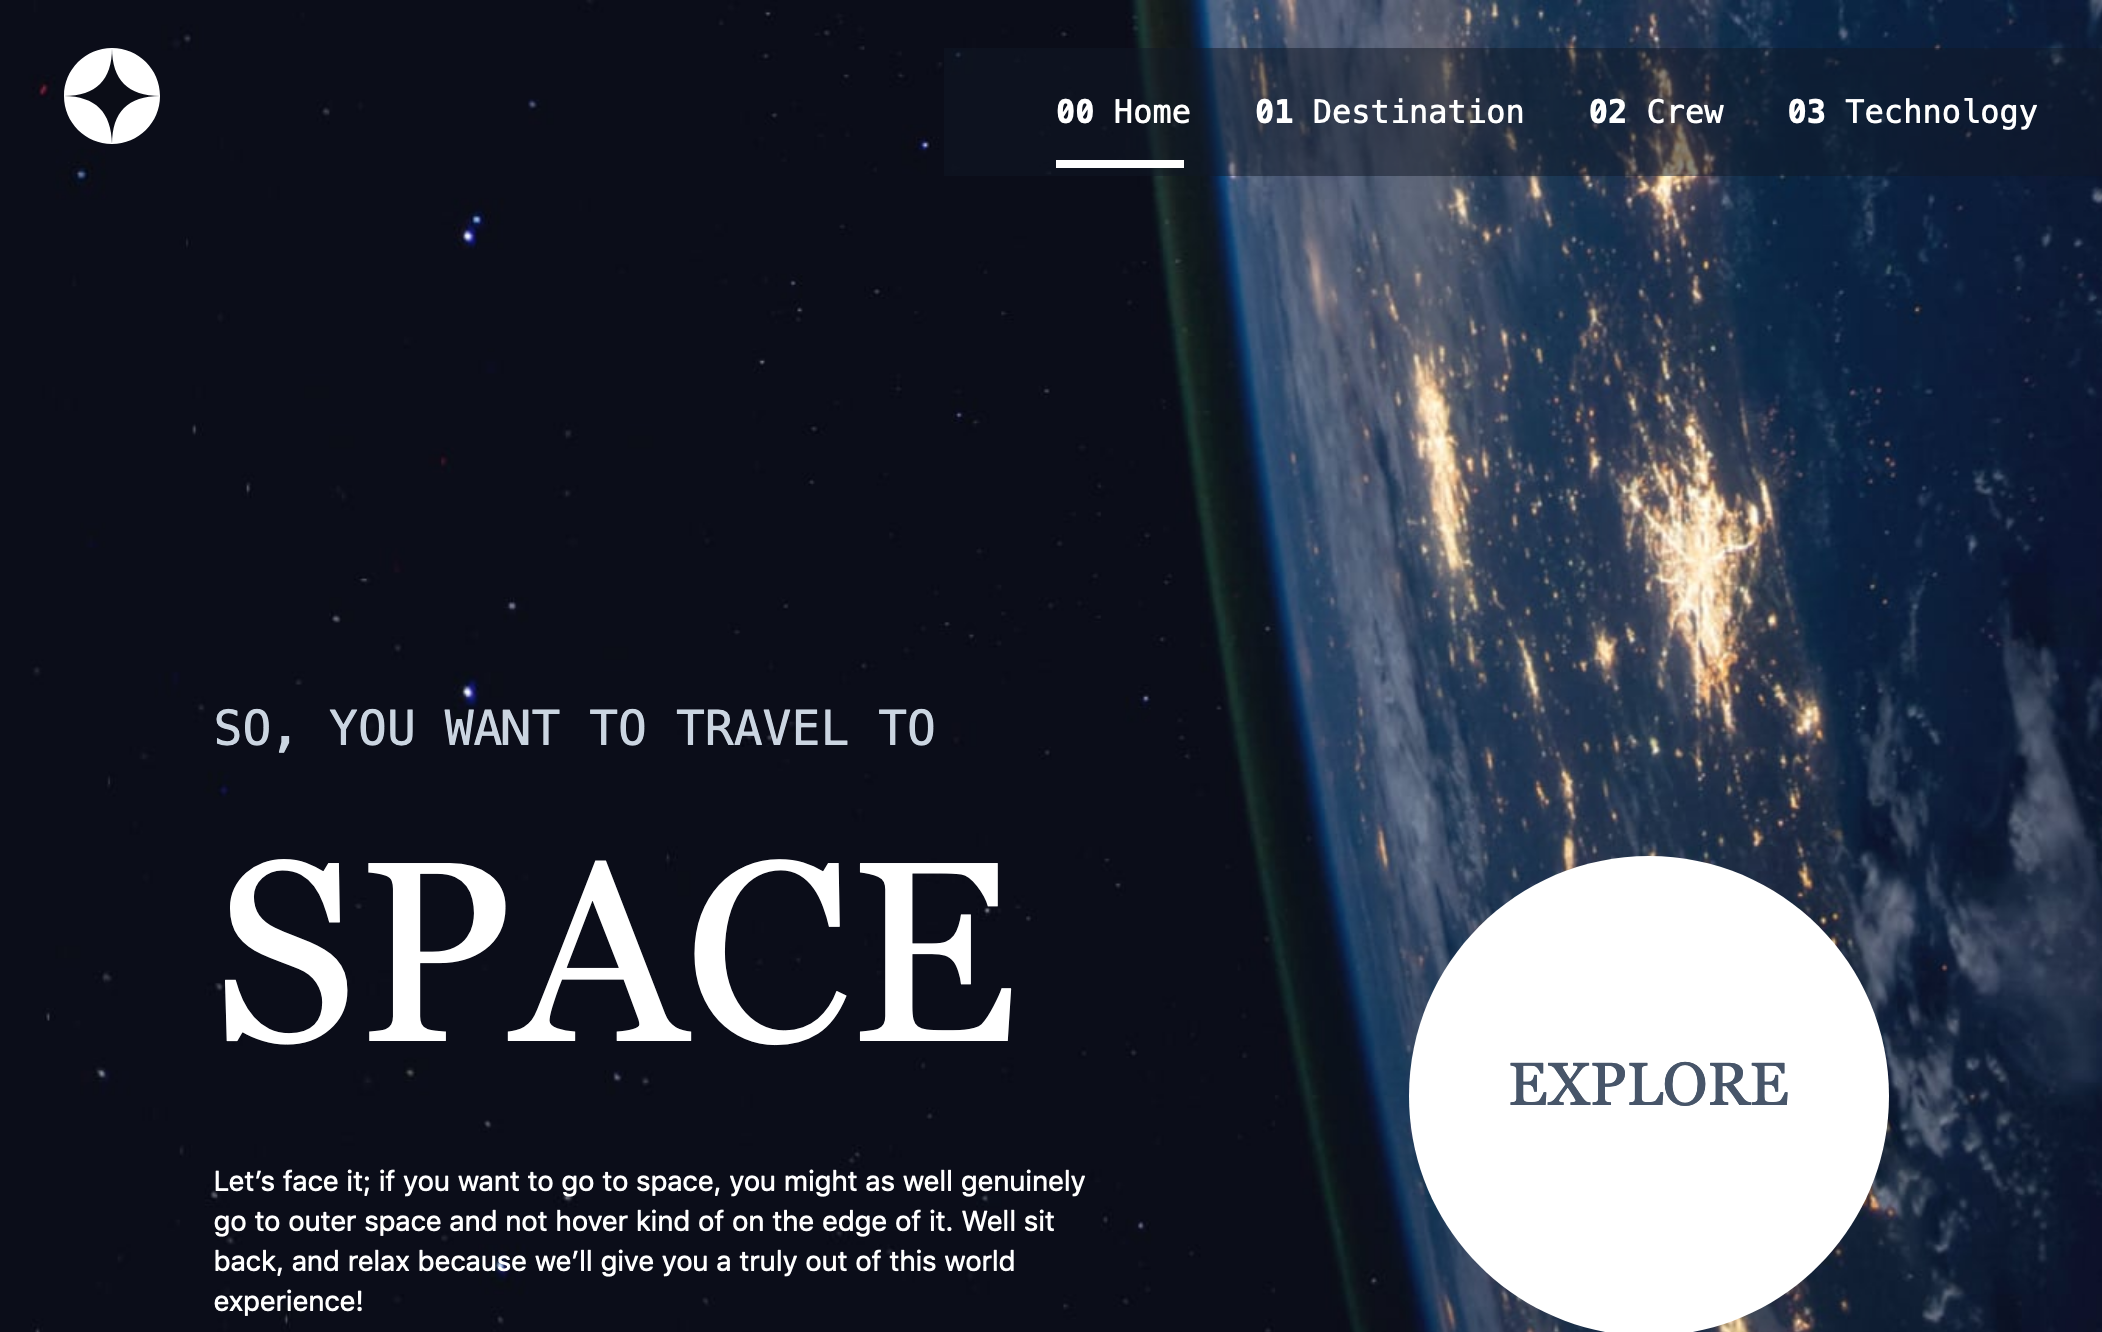 00 Home 01 Destination 02 Crew 03 Technology
SO, YOU WANT TO TRAVEL TO
SPACE
Let’s face it; if you want to go to space, you might as well genuinely
go to outer space and not hover kind of on the edge of it. Well sit
back, and relax because we’ll give you a truly out of this world
experience!
EXPLORE